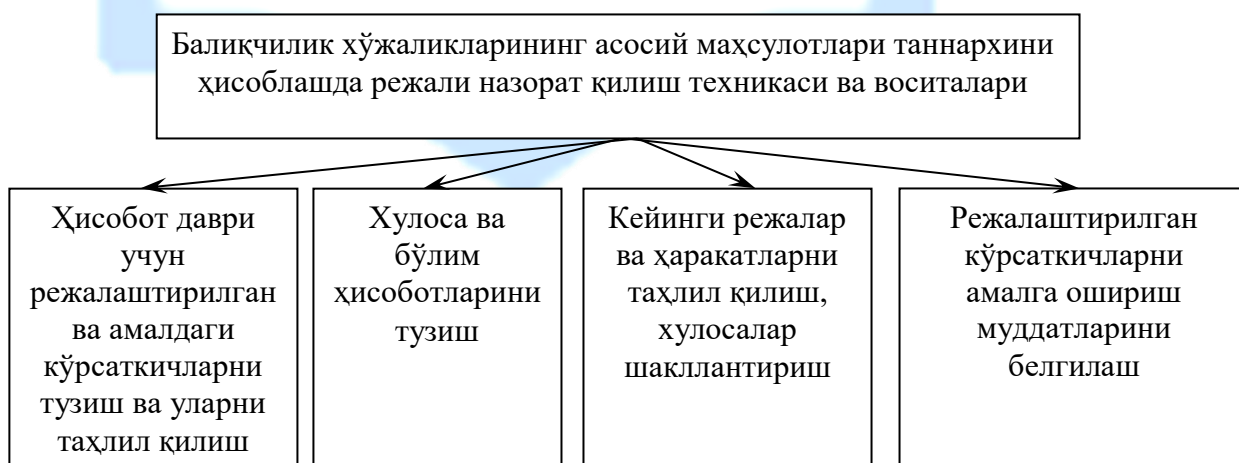 Балиқчилик хўжаликларининг асосий маҳсулотлари таннархини
ҳисоблашда режали назорат қилиш техникаси ва воситалари
Ҳисобот даври
учун
режалаштирилган
ва амалдаги
кўрсаткичларни
тузиш ва уларни
таҳлил қилиш
Хулоса ва
бўлим
ҳисоботларини
тузиш
Кейинги режалар
ва ҳаракатларни
таҳлил қилиш,
хулосалар
шакллантириш
Режалаштирилган
кўрсаткичларни
амалга ошириш
муддатларини
белгилаш